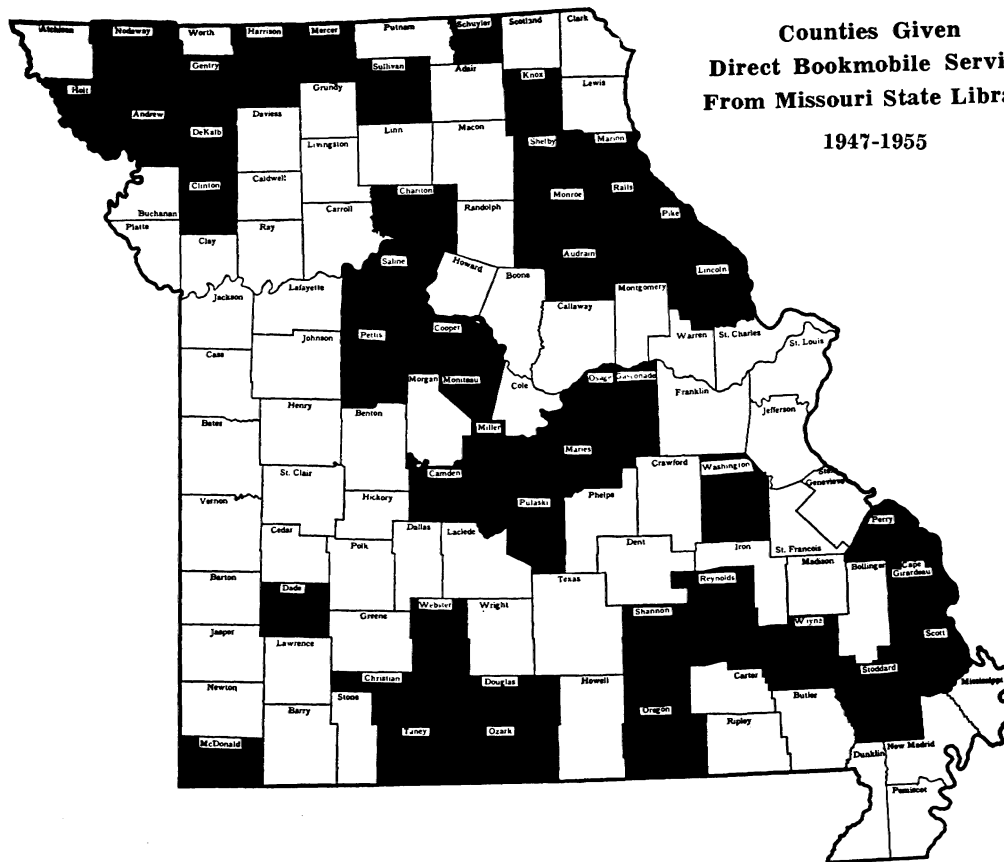 Counties Given
Direct Bookmobile Servi
From Missouri State Libra
1947-1955
Atchison Nodaway Worth Harrison Mercer Putnam Schuyler Scotland Clark
Gentry Sullivan Adair Knox Lewis
Holt Grundy
Andrew DeKalb Daviess Linn Macon Shelby Marion
Livingston
Clinton Caldwell Chariton Monroe Ralls
Buchanan Carroll Randolph Pike
Platte Clay Ray
Saline Howard Boone Audrain Lincoln
Jackson Lafayette Callaway Montgomery
Johnson Pettis Cooper Warren St. Charles St. Louis
Cass Morgan Moniteau Cole Osage Gasconade Franklin
Bates Henry Benton Miller Jefferson
Maries
St. Clair Camden Crawford Washington Ste.
Genevieve
Vernon Hickory Pulaski Phelps Perry
Cedar Polk Dallas Laclede Dent Iron St. Francois
Barton Dade Texas Reynolds Madison Bollinger Cape
Girardeau
Webster Wright Shannon Wayne
Jasper Lawrence Greene Scott
Newton Christian Douglas Howell Carter Stoddard Mississippi
Barry Stone Butler
McDonald Taney Ozark Oregon Ripley
Dunklin New Madrid
Pemiscot